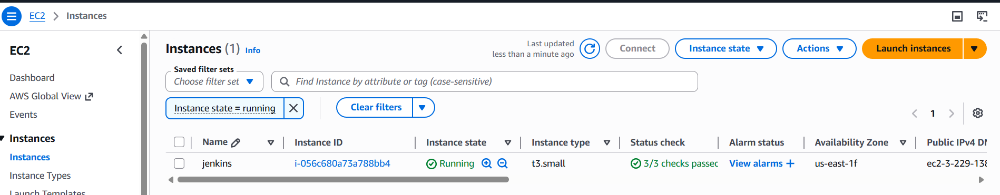 EC2 > Instances
EC2
Dashboard
AWS Global View
Events
Instances
Instances
Instance Types
Launch Templates
Instances (1) Info
Last updated
less than a minute ago
Connect
Instance state
Actions
Launch instances
Saved filter sets
Choose filter set
Find Instance by attribute or tag (case-sensitive)
Instance state = running
Clear filters
1
Name Instance ID Instance state Instance type Status check Alarm status Availability Zone Public IPv4 DN
jenkins i-056c680a73a788bb4 Running t3.small 3/3 checks passed View alarms + us-east-1f ec2-3-229-138